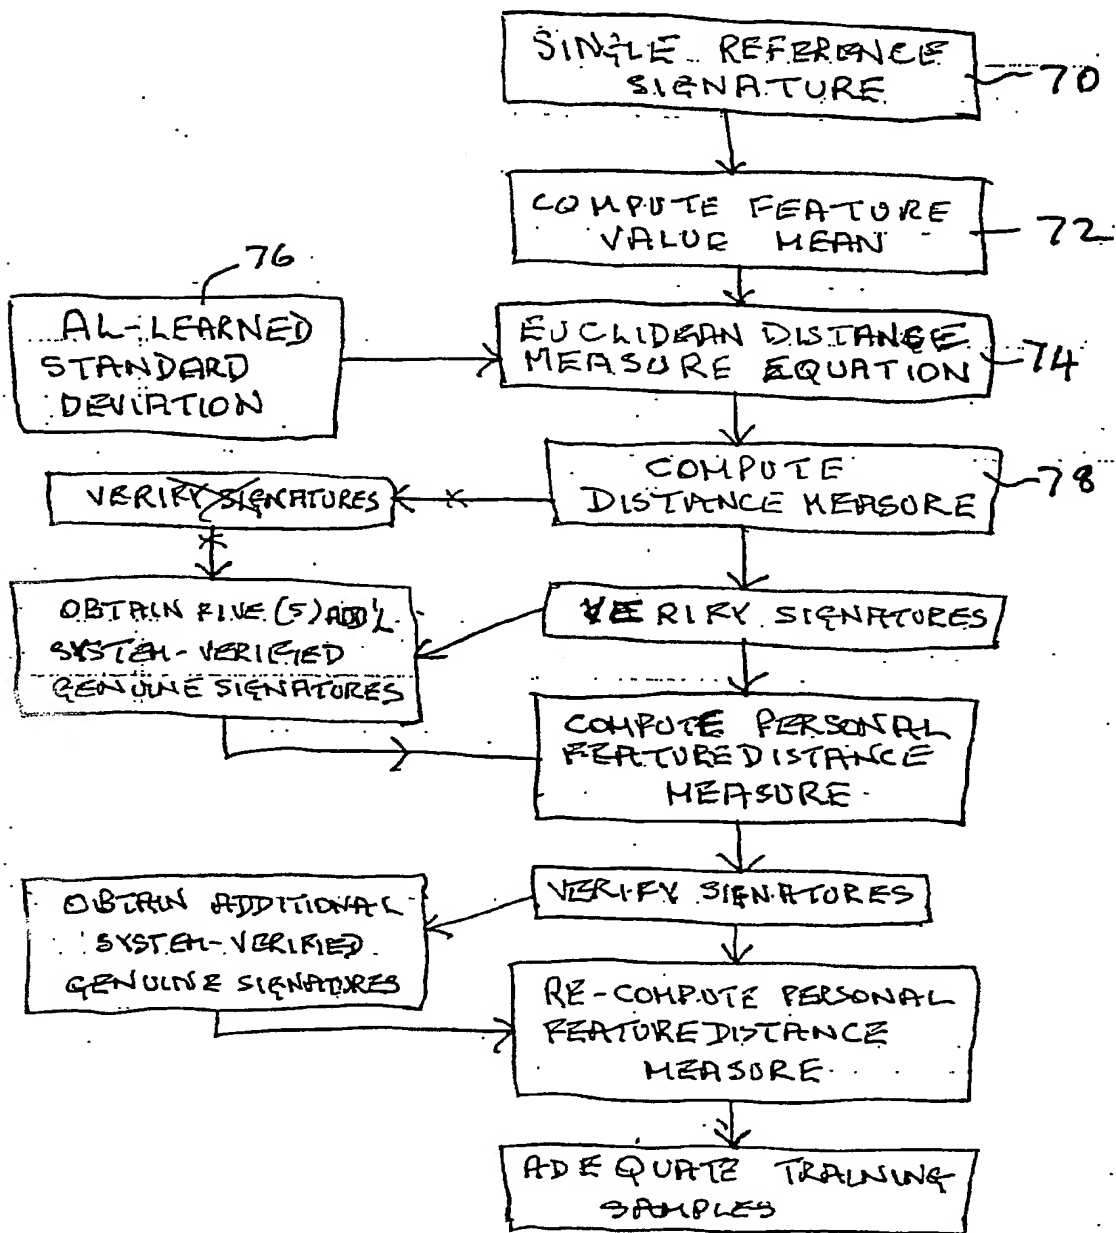 SINGLE REFERENCE
SIGNATURE
70
COMPUTE FEATURE
VALUE MEAN
72
76
AL-LEARNED
STANDARD
DEVIATION
EUCLIDEAN DISTANCE
MEASURE EQUATION
74
COMPUTE
DISTANCE MEASURE
78
VERIFY SIGNATURES
OBTAIN FIVE (5) ADD'L
SYSTEM-VERIFIED
GENUINE SIGNATURES
VERIFY SIGNATURES
COMPUTE PERSONAL
FEATURE DISTANCE
MEASURE
VERIFY SIGNATURES
OBTAIN ADDITIONAL
SYSTEM-VERIFIED
GENUINE SIGNATURES
RE-COMPUTE PERSONAL
FEATURE DISTANCE
MEASURE
ADEQUATE TRAINING
SAMPLES